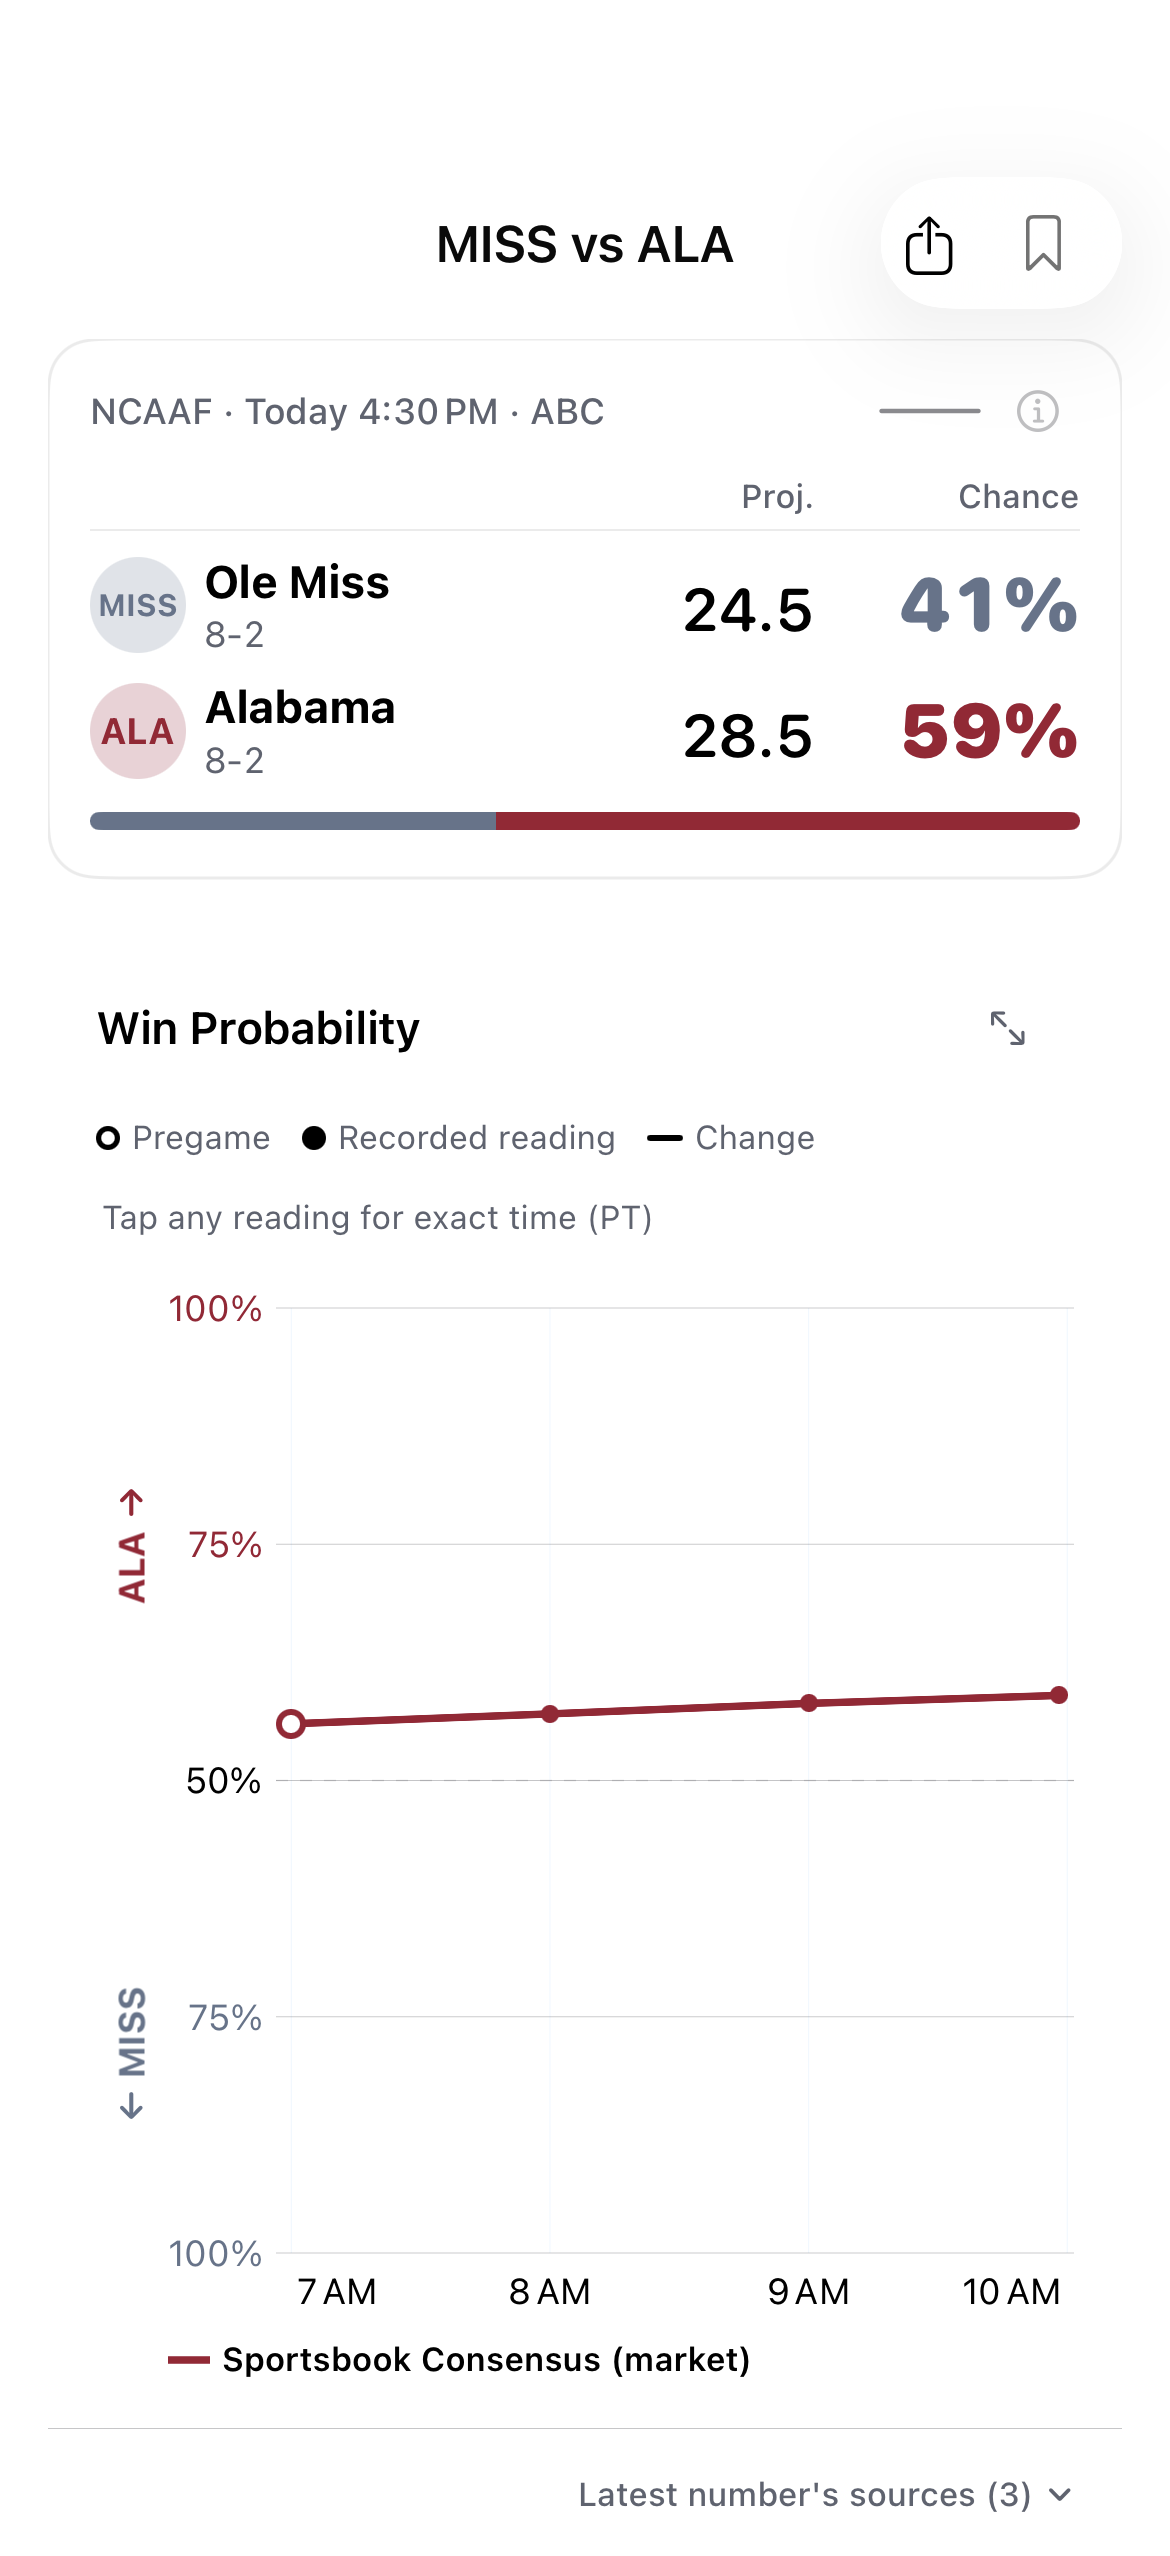 MISS vs ALA
NCAAF · Today 4:30 PM · ABC
Proj. Chance
MISS Ole Miss 24.5 41%
8-2
ALA Alabama 28.5 59%
8-2
Win Probability
Pregame Recorded reading Change
Tap any reading for exact time (PT)
100%
ALA →
75%
50%
← MISS
75%
100%
7 AM 8 AM 9 AM 10 AM
Sportsbook Consensus (market)
Latest number's sources (3)